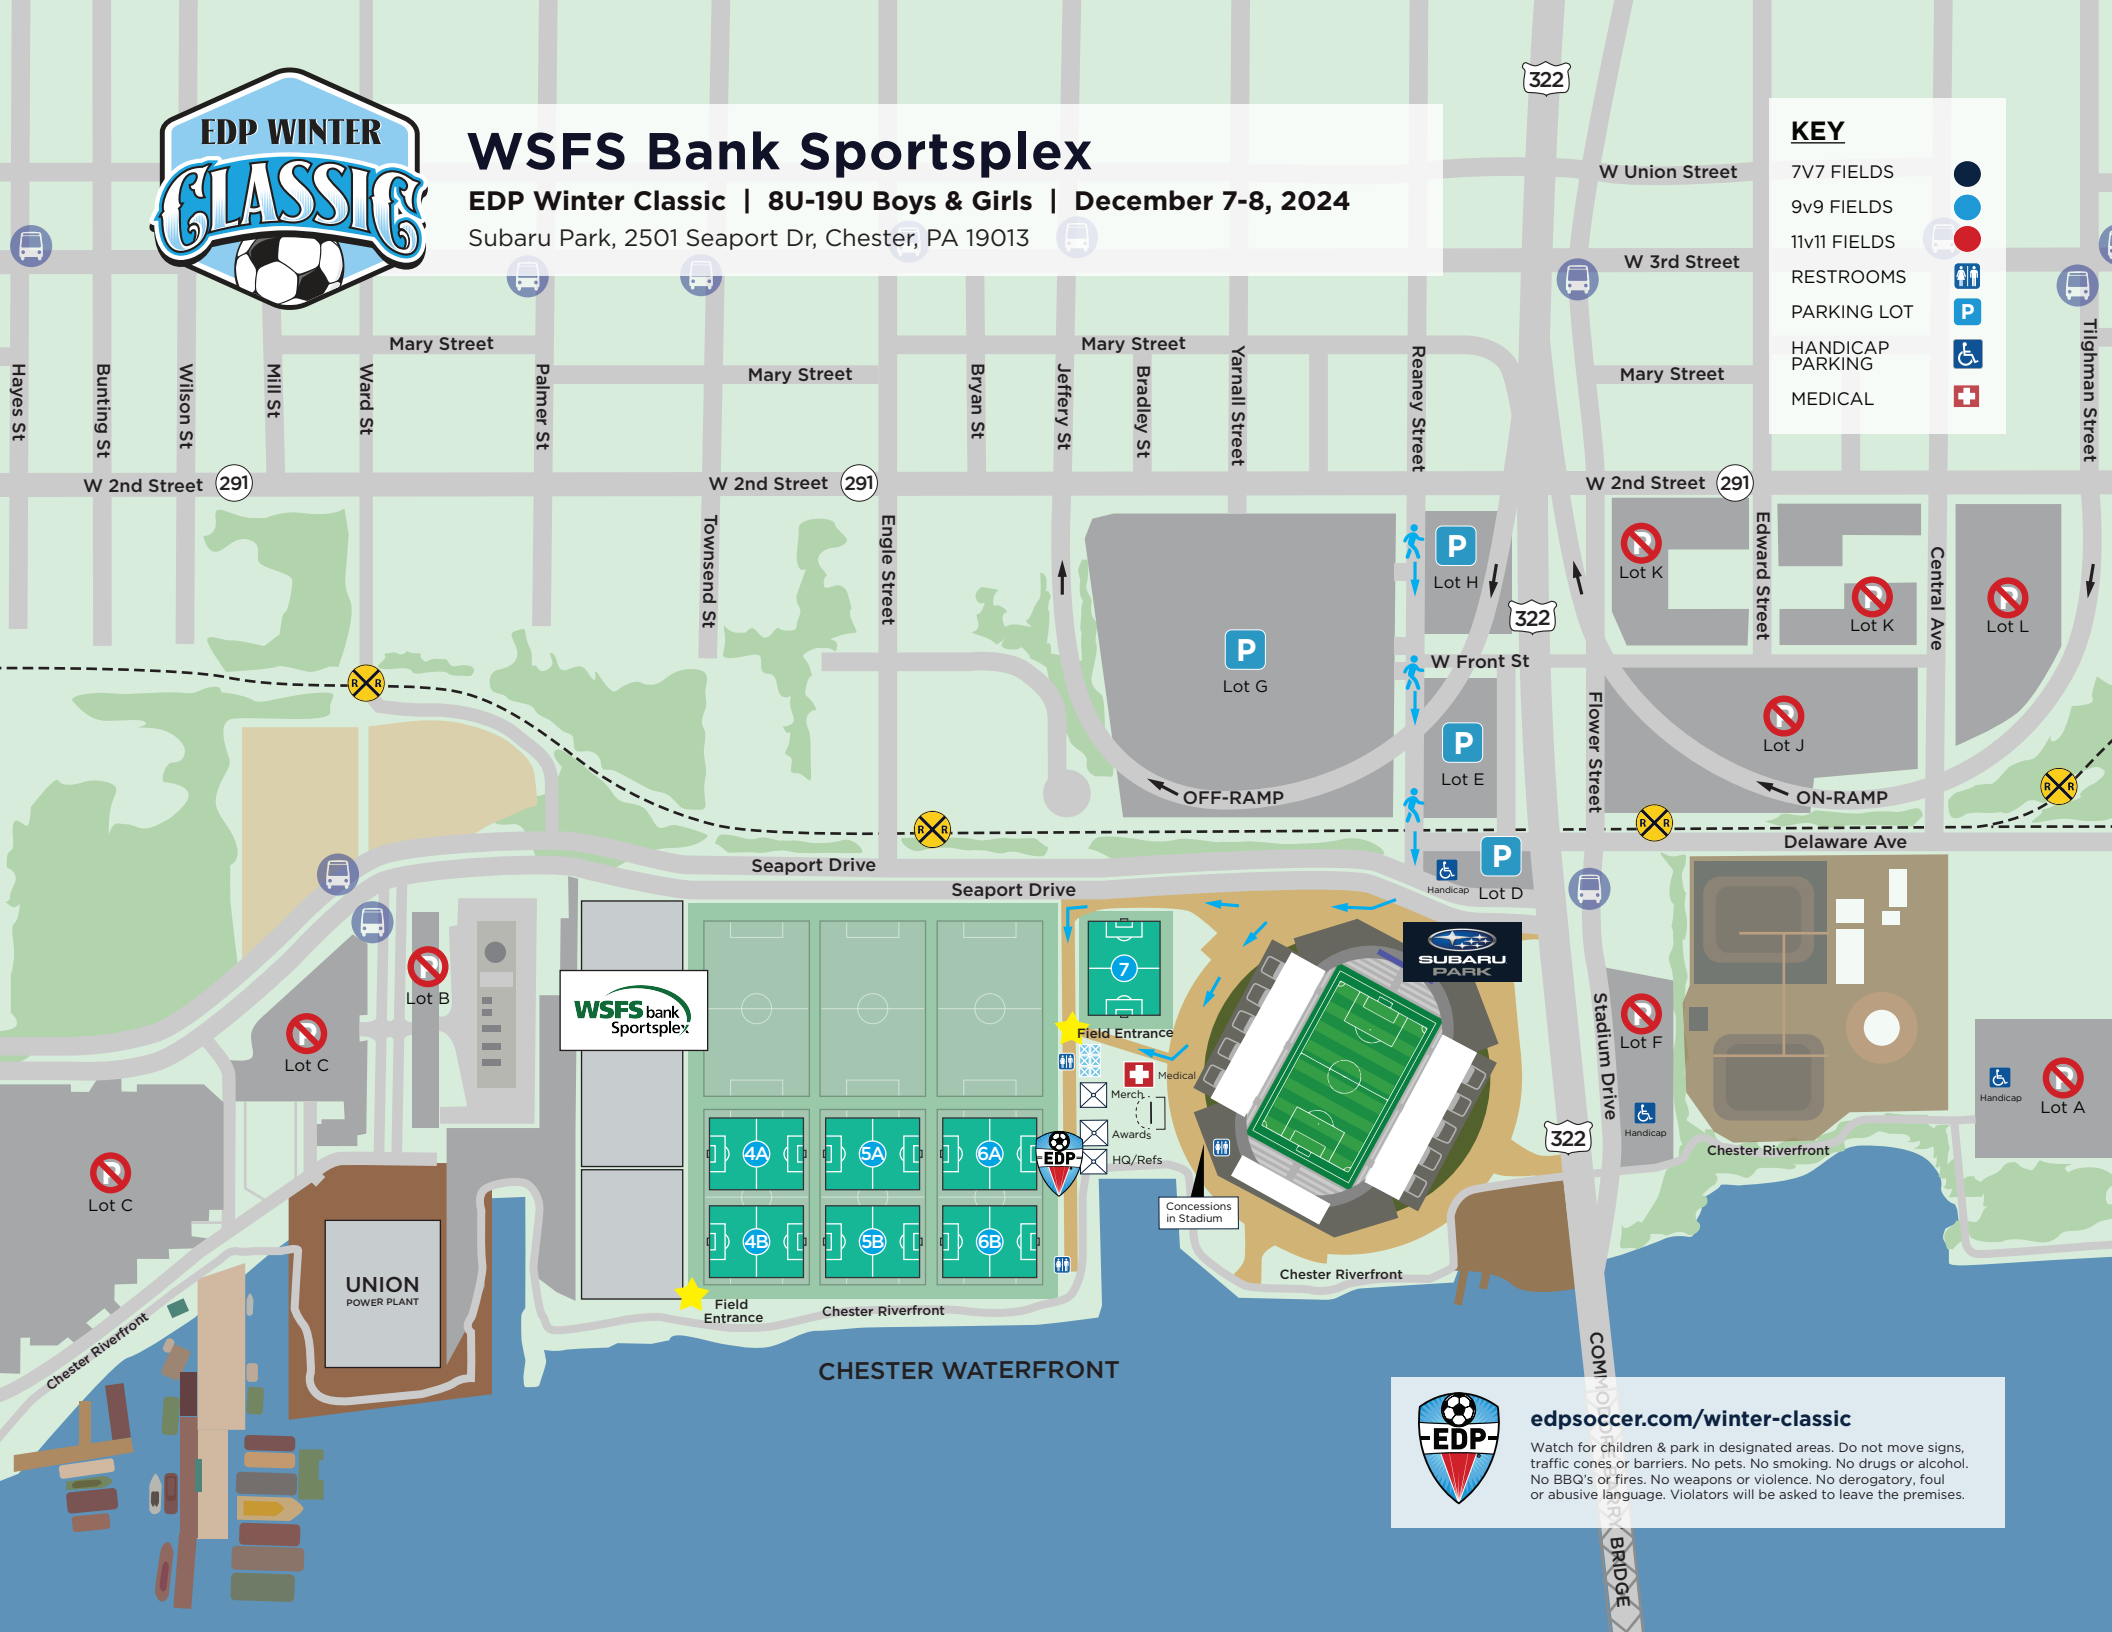 EDP WINTER
CLASSIC
WSFS Bank Sportsplex
EDP Winter Classic | 8U-19U Boys & Girls | December 7-8, 2024
Subaru Park, 2501 Seaport Dr, Chester, PA 19013
322
KEY
7V7 FIELDS
9v9 FIELDS
11v11 FIELDS
RESTROOMS
PARKING LOT
P
HANDICAP
PARKING
MEDICAL
W Union Street
W 3rd Street
Mary Street
Mary Street
Mary Street
Mary Street
Hayes St
Bunting St
Wilson St
Mill St
Ward St
Palmer St
Bryan St
Jeffery St
Bradley St
Yarnall Street
Reaney Street
Tilghman Street
W 2nd Street 291
W 2nd Street 291
W 2nd Street 291
Townsend St
Engle Street
Edward Street
Central Ave
P
Lot H
P
Lot K
P
Lot K
P
Lot L
322
P
Lot G
W Front St
P
Lot E
Flower Street
P
Lot J
R R
R R
R R
R R
OFF-RAMP
ON-RAMP
Delaware Ave
Seaport Drive
Seaport Drive
Handicap
P
Lot D
SUBARU
PARK
WSFS bank
Sportsplex
P
Lot B
P
Lot C
P
Lot C
7
Field Entrance
Medical
Merch
Awards
HQ/Refs
EDP
4A
5A
6A
4B
5B
6B
Concessions
in Stadium
Stadium Drive
P
Lot F
Handicap
322
Handicap
P
Lot A
Chester Riverfront
Chester Riverfront
Chester Riverfront
Chester Riverfront
Field
Entrance
UNION
POWER PLANT
CHESTER WATERFRONT
COMMODORE BARRY BRIDGE
EDP
edpsoccer.com/winter-classic
Watch for children & park in designated areas. Do not move signs,
traffic cones or barriers. No pets. No smoking. No drugs or alcohol.
No BBQ's or fires. No weapons or violence. No derogatory, foul
or abusive language. Violators will be asked to leave the premises.